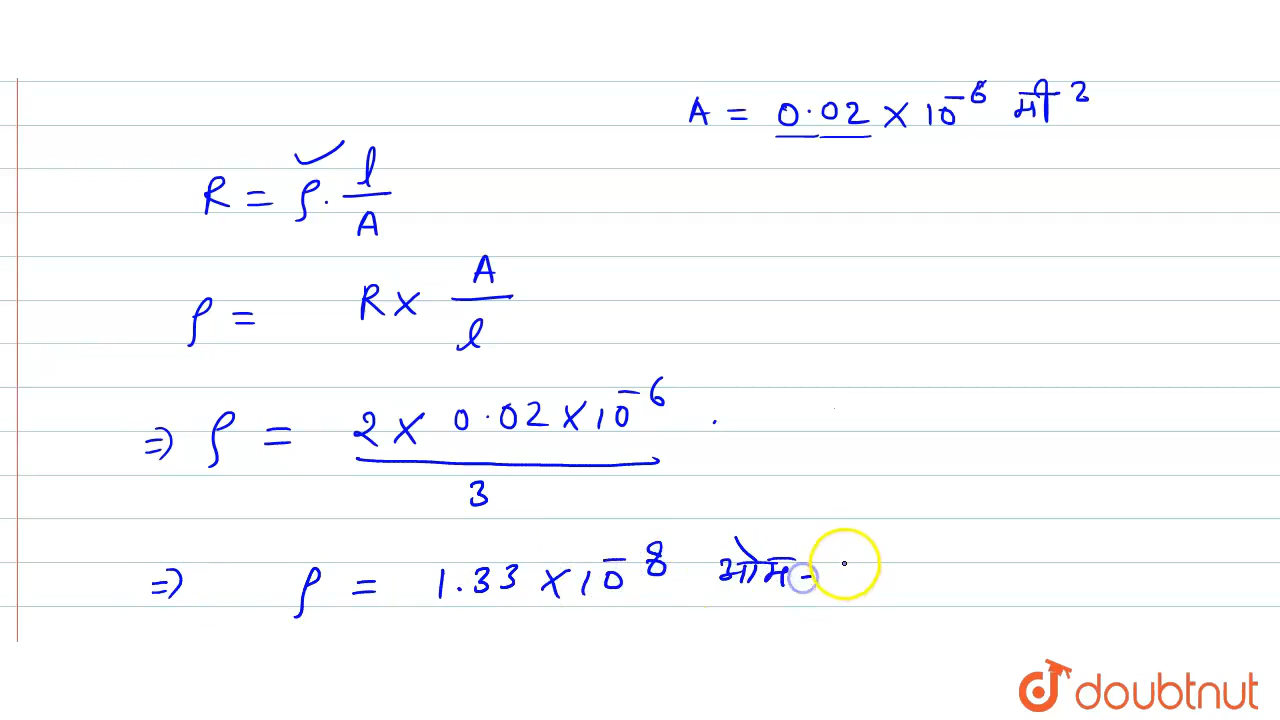 A = 0.02 × 10⁻⁶ मी²
R = ρ · l/A
ρ = R × A/l
⇒ ρ = 2 × 0.02 × 10⁻⁶ / 3 .
⇒ ρ = 1.33 × 10⁻⁸ ओम -
doubtnut